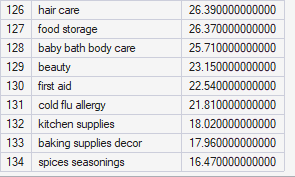 126 hair care 26.390000000000
127 food storage 26.370000000000
128 baby bath body care 25.710000000000
129 beauty 23.150000000000
130 first aid 22.540000000000
131 cold flu allergy 21.810000000000
132 kitchen supplies 18.020000000000
133 baking supplies decor 17.960000000000
134 spices seasonings 16.470000000000